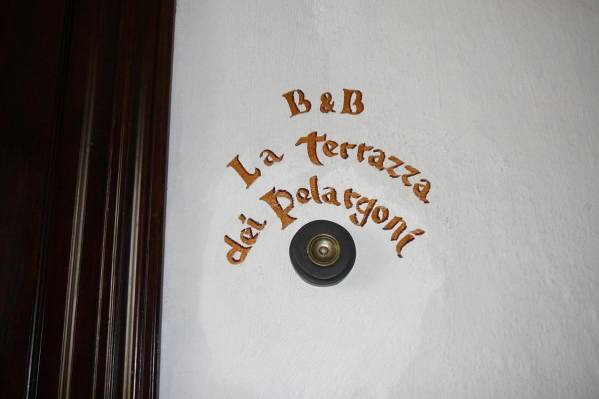 B & B
La Terrazza
dei Pelargoni